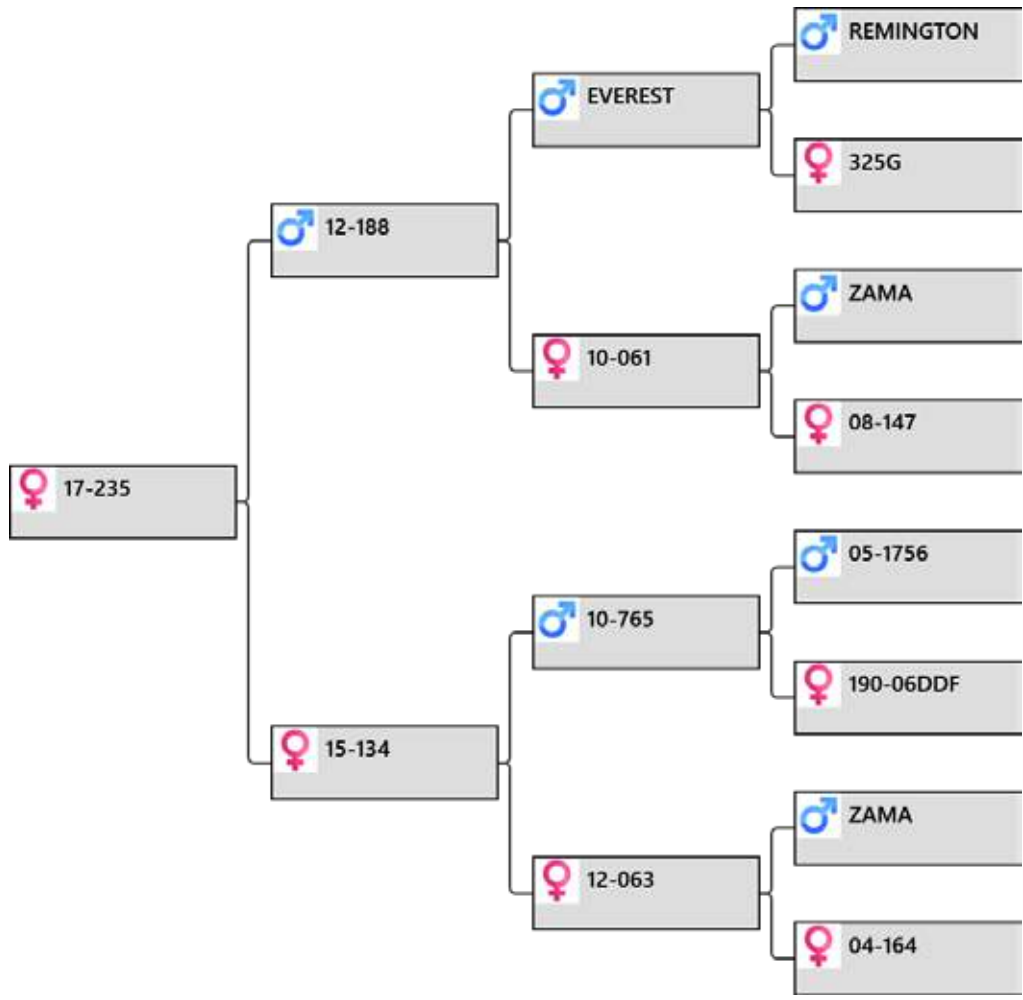 REMINGTON
EVEREST
325G
12-188
ZAMA
10-061
08-147
17-235
05-1756
10-765
190-06DDF
15-134
ZAMA
12-063
04-164